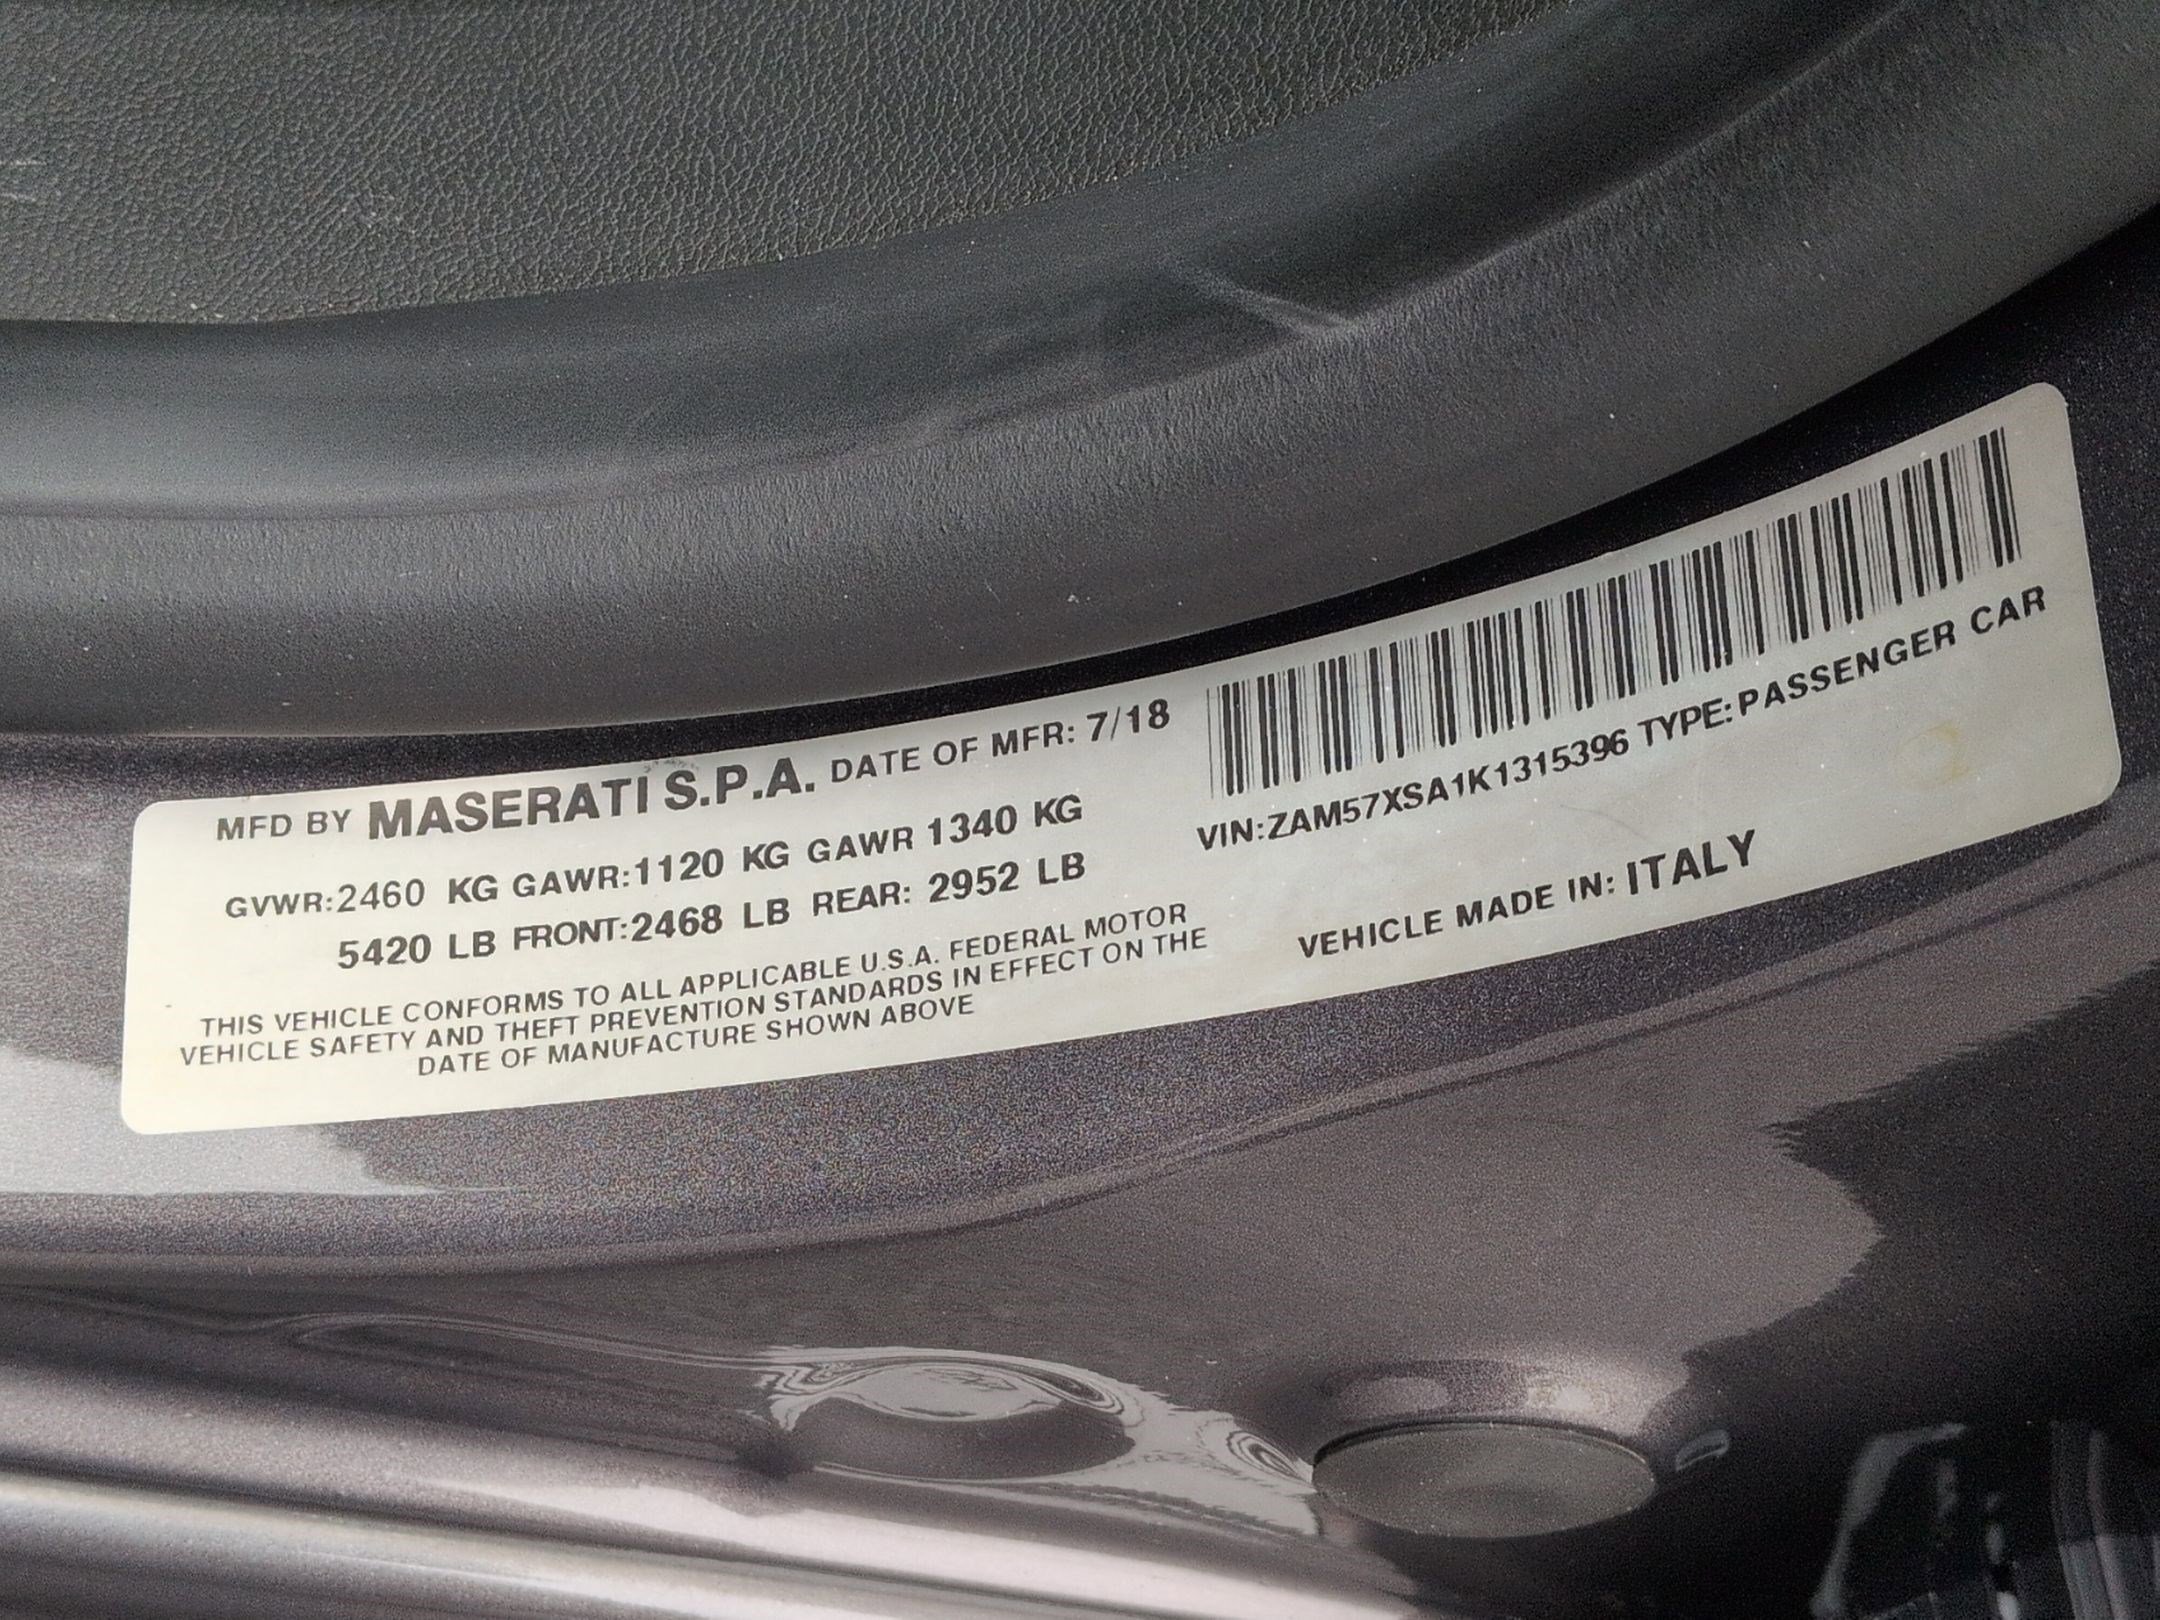 MFD BY MASERATI S.P.A. DATE OF MFR: 7/18
GVWR:2460 KG GAWR:1120 KG GAWR 1340 KG
5420 LB FRONT:2468 LB REAR: 2952 LB
THIS VEHICLE CONFORMS TO ALL APPLICABLE U.S.A. FEDERAL MOTOR
VEHICLE SAFETY AND THEFT PREVENTION STANDARDS IN EFFECT ON THE
DATE OF MANUFACTURE SHOWN ABOVE
VIN:ZAM57XSA1K1315396 TYPE:PASSENGER CAR
VEHICLE MADE IN: ITALY